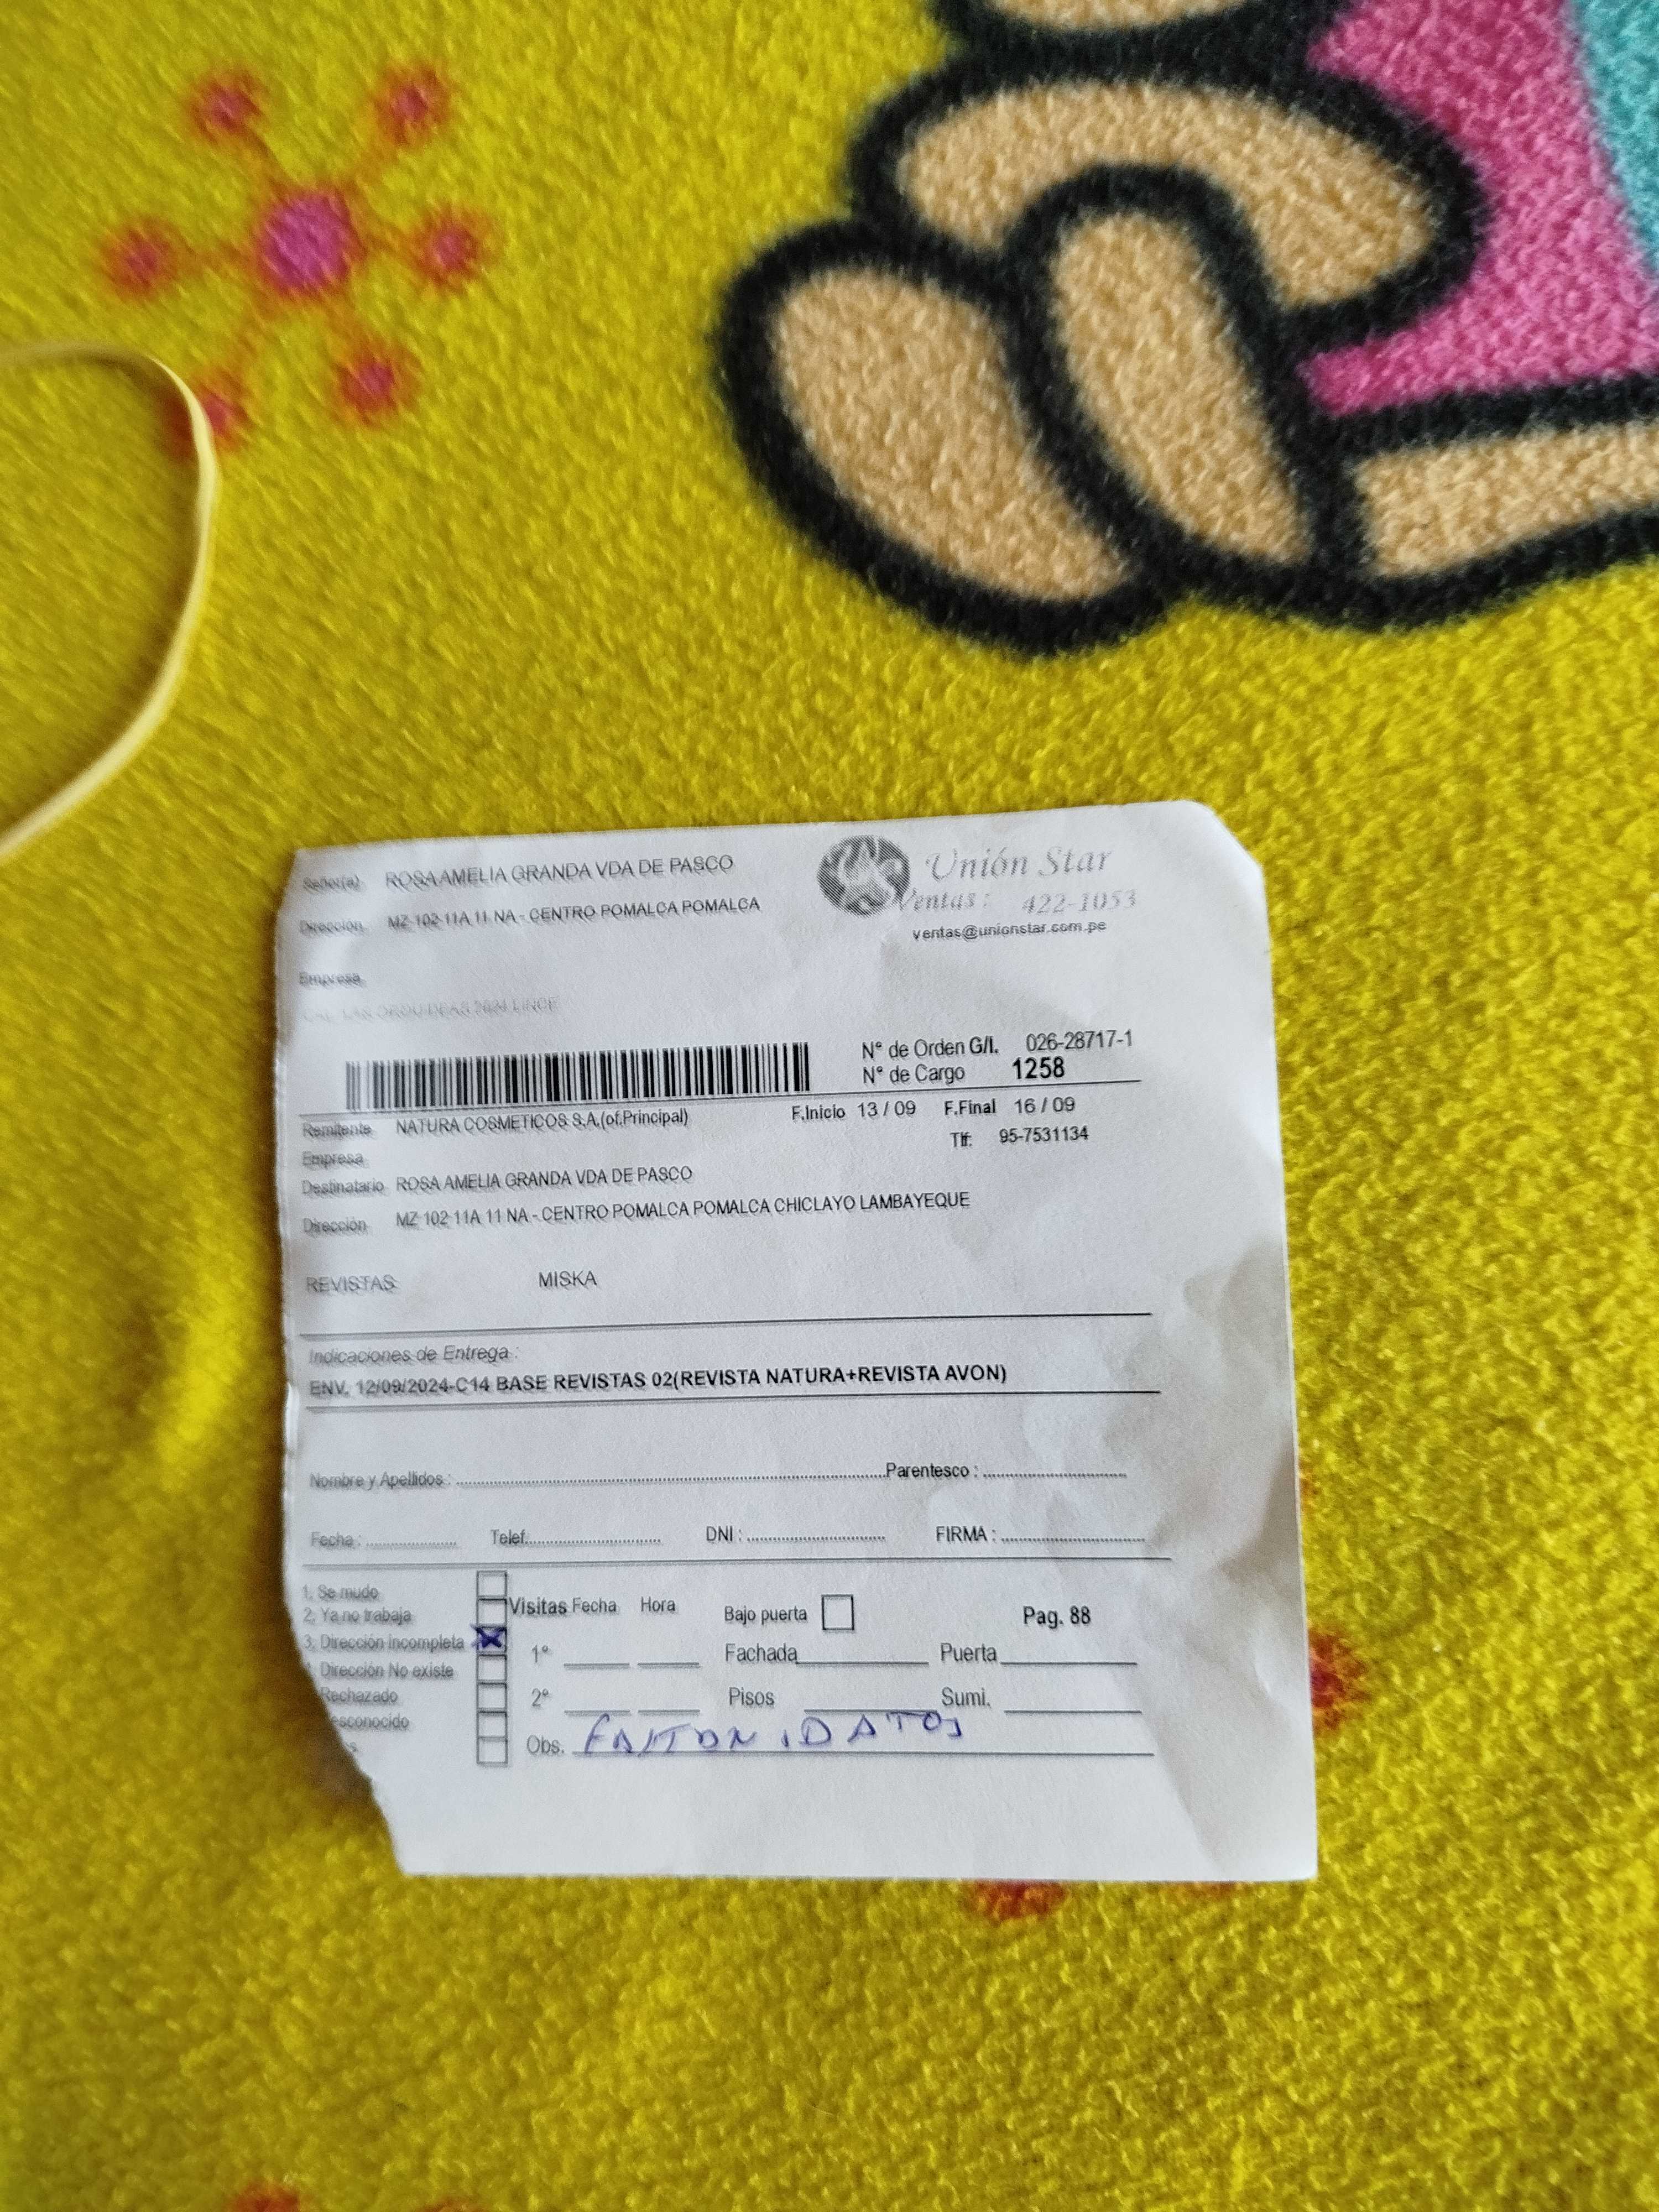 Señor(a) ROSA AMELIA GRANDA VDA DE PASCO
Unión Star
Dirección MZ 102 11A 11 NA - CENTRO POMALCA POMALCA
Ventas: 422-1053
ventas@unionstar.com.pe
Empresa
CAL LAS ORQUIDEAS 2624 LINCE
N° de Orden G/I. 026-28717-1
N° de Cargo 1258
Remitente NATURA COSMETICOS S.A.(of.Principal) F.Inicio 13 / 09 F.Final 16 / 09
Empresa Tlf: 95-7531134
Destinatario ROSA AMELIA GRANDA VDA DE PASCO
Dirección MZ 102 11A 11 NA - CENTRO POMALCA POMALCA CHICLAYO LAMBAYEQUE
REVISTAS: MISKA
Indicaciones de Entrega :
ENV. 12/09/2024-C14 BASE REVISTAS 02(REVISTA NATURA+REVISTA AVON)
Nombre y Apellidos : Parentesco :
Fecha : Telef. DNI : FIRMA :
1. Se mudo
2. Ya no trabaja Visitas Fecha Hora Bajo puerta Pag. 88
3. Dirección incompleta 1° Fachada Puerta
Dirección No existe
Rechazado 2° Pisos Sumi.
esconocido
s Obs. FALTAN DATOS